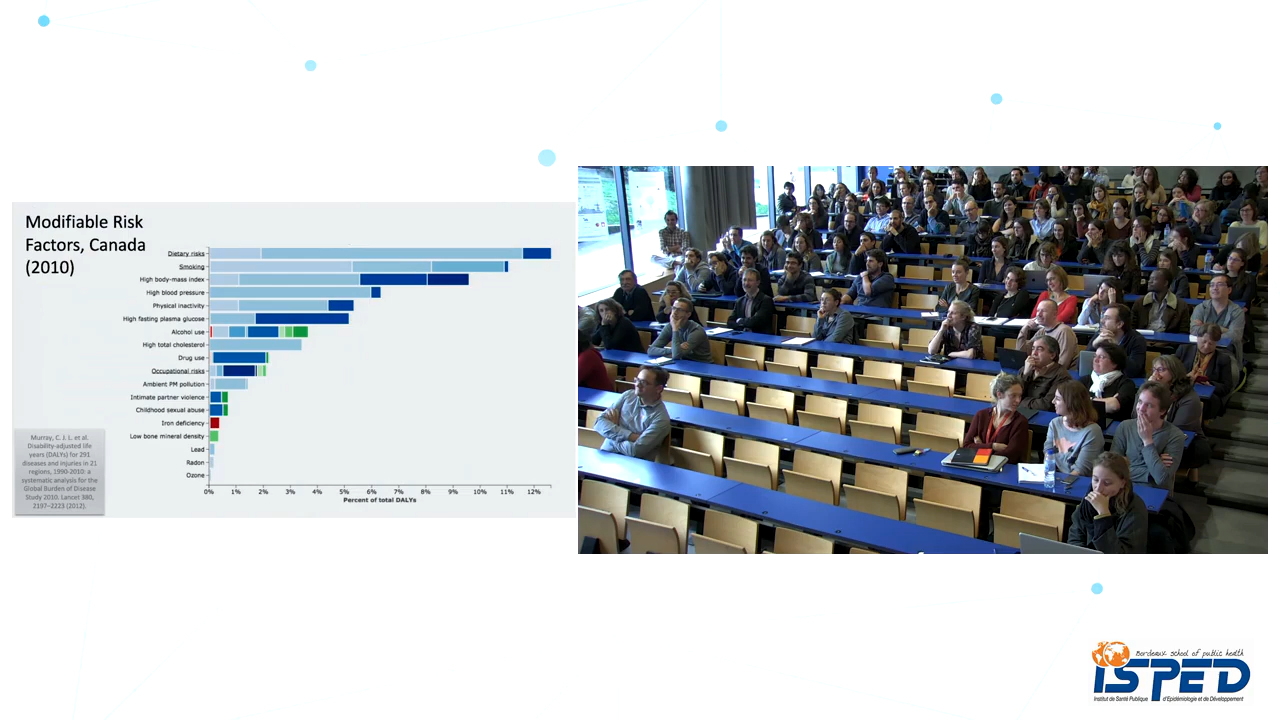 Modifiable Risk
Factors, Canada
(2010)
Dietary risks
Smoking
High body-mass index
High blood pressure
Physical inactivity
High fasting plasma glucose
Alcohol use
High total cholesterol
Drug use
Occupational risks
Ambient PM pollution
Intimate partner violence
Childhood sexual abuse
Iron deficiency
Low bone mineral density
Lead
Radon
Ozone
0% 1% 2% 3% 4% 5% 6% 7% 8% 9% 10% 11% 12%
Percent of total DALYs
Murray, C. J. L. et al.
Disability-adjusted life
years (DALYs) for 291
diseases and injuries in 21
regions, 1990-2010: a
systematic analysis for the
Global Burden of Disease
Study 2010. Lancet 380,
2197–2223 (2012).
Bordeaux school of public health
ISPED
Institut de Santé Publique d'Epidémiologie et de Développement